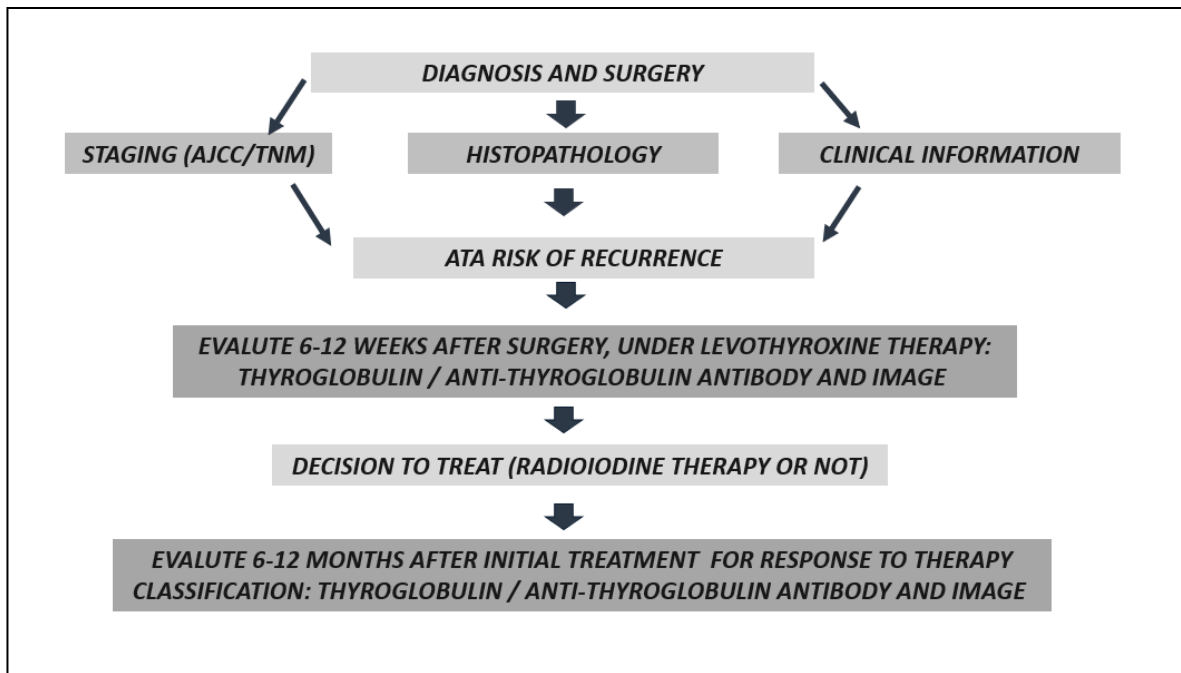 DIAGNOSIS AND SURGERY
STAGING (AJCC/TNM)
HISTOPATHOLOGY
CLINICAL INFORMATION
ATA RISK OF RECURRENCE
EVALUTE 6-12 WEEKS AFTER SURGERY, UNDER LEVOTHYROXINE THERAPY:
THYROGLOBULIN / ANTI-THYROGLOBULIN ANTIBODY AND IMAGE
DECISION TO TREAT (RADIOIODINE THERAPY OR NOT)
EVALUTE 6-12 MONTHS AFTER INITIAL TREATMENT FOR RESPONSE TO THERAPY
CLASSIFICATION: THYROGLOBULIN / ANTI-THYROGLOBULIN ANTIBODY AND IMAGE